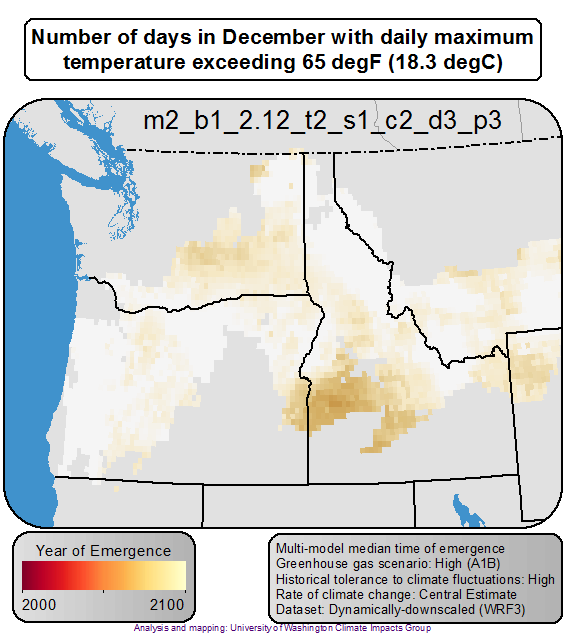 Number of days in December with daily maximum
temperature exceeding 65 degF (18.3 degC)
m2_b1_2.12_t2_s1_c2_d3_p3
Year of Emergence
2000 2100
Multi-model median time of emergence
Greenhouse gas scenario: High (A1B)
Historical tolerance to climate fluctuations: High
Rate of climate change: Central Estimate
Dataset: Dynamically-downscaled (WRF3)
Analysis and mapping: University of Washington Climate Impacts Group